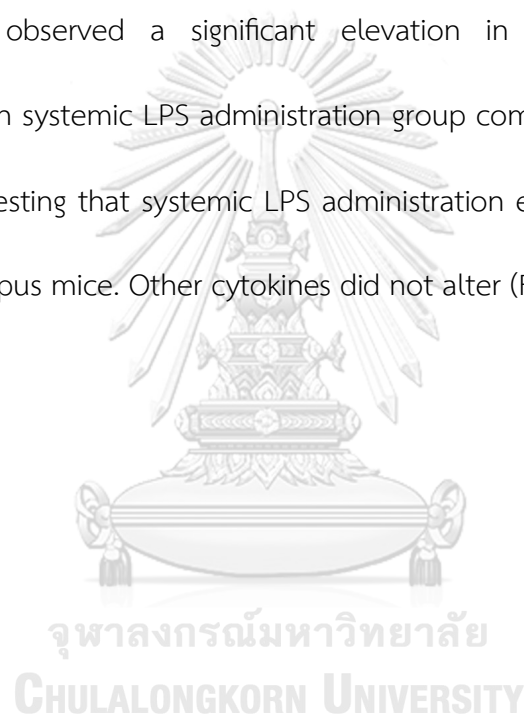 observed a significant elevation in
n systemic LPS administration group com
esting that systemic LPS administration e
pus mice. Other cytokines did not alter (F
จุฬาลงกรณ์มหาวิทยาลัย
CHULALONGKORN UNIVERSITY